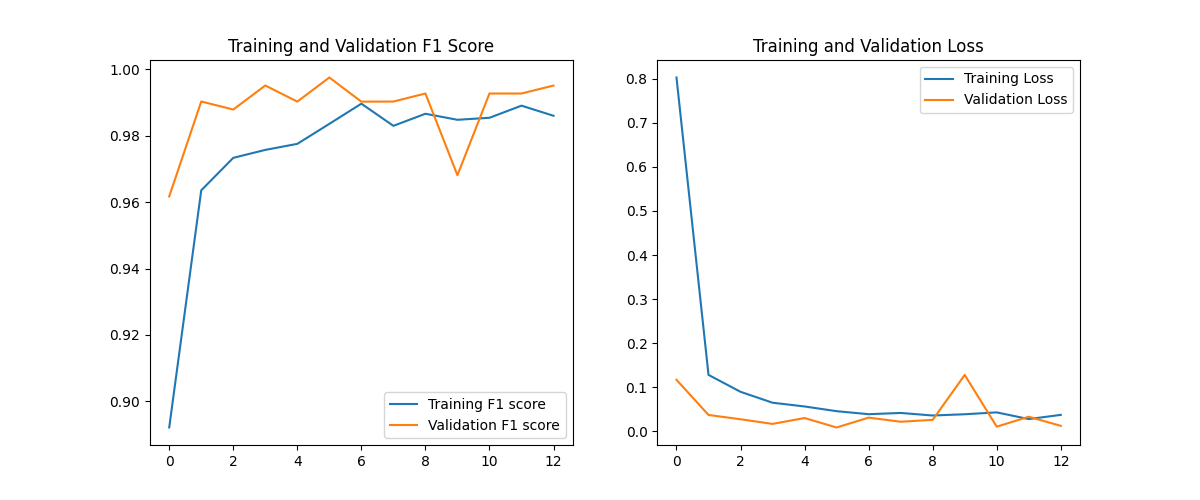 Training and Validation F1 Score
1.00
0.98
0.96
0.94
0.92
0.90
0 2 4 6 8 10 12
Training F1 score
Validation F1 score
Training and Validation Loss
0.8
0.7
0.6
0.5
0.4
0.3
0.2
0.1
0.0
0 2 4 6 8 10 12
Training Loss
Validation Loss